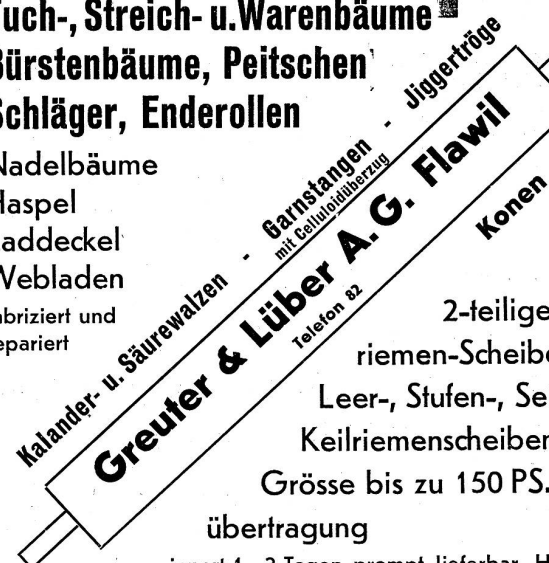 Tuch-, Streich- u. Warenbäume
Bürstenbäume, Peitschen
Schläger, Enderollen
Nadelbäume
Haspel
Laddeckel
Webladen
fabriziert und
repariert
Kalander- u. Säurewalzen - Garnstangen - Jiggertröge
mit Celluloidüberzug
Greuter & Lüber A.G. Flawil
Telefon 82
Konen
2-teilige
riemen-Scheibe
Leer-, Stufen-, Se
Keilriemenscheiben
Grösse bis zu 150 PS.
übertragung
Tagen prompt lieferbar